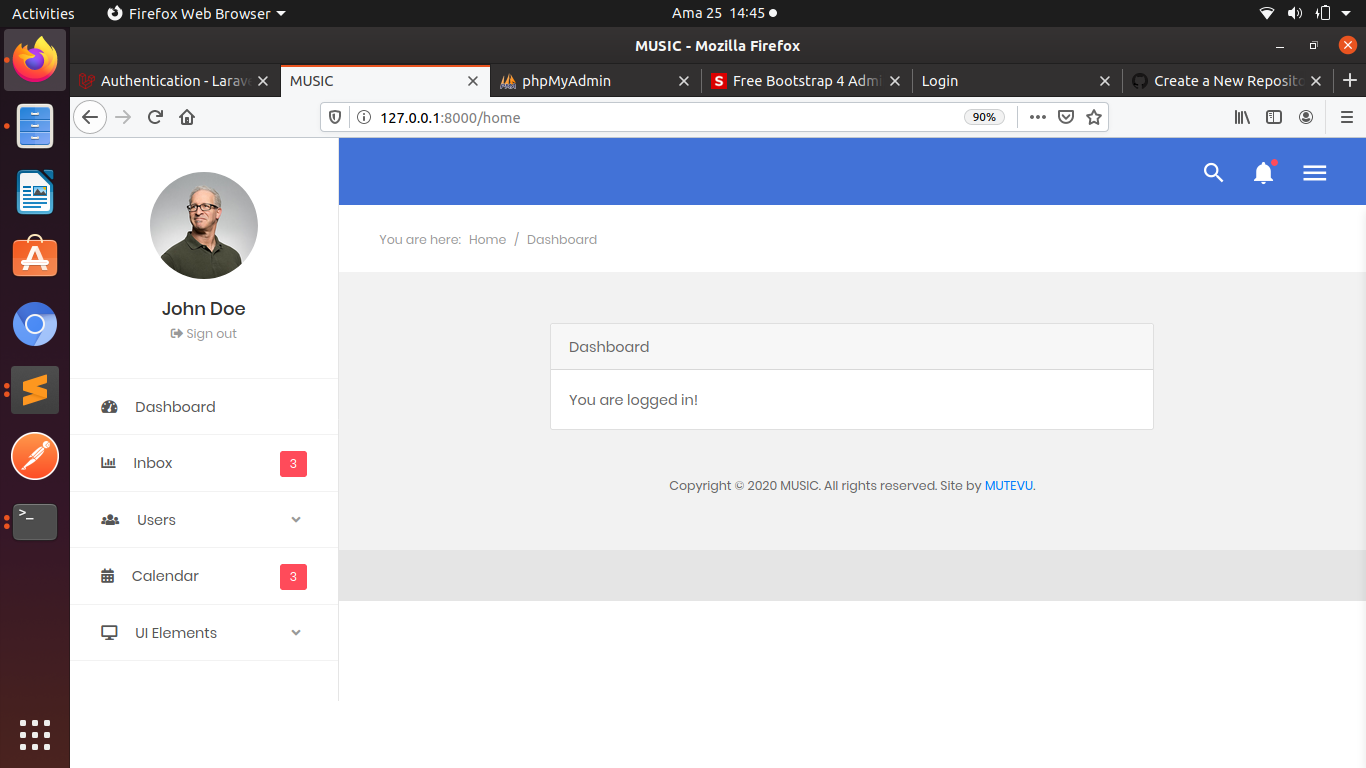 Activities Firefox Web Browser Ama 25 14:45
MUSIC - Mozilla Firefox
Authentication - Larave MUSIC phpMyAdmin S Free Bootstrap 4 Admi Login Create a New Reposito
127.0.0.1:8000/home 90%
John Doe
Sign out
Dashboard
Inbox 3
Users
Calendar 3
UI Elements
You are here: Home / Dashboard
Dashboard
You are logged in!
Copyright © 2020 MUSIC. All rights reserved. Site by MUTEVU.